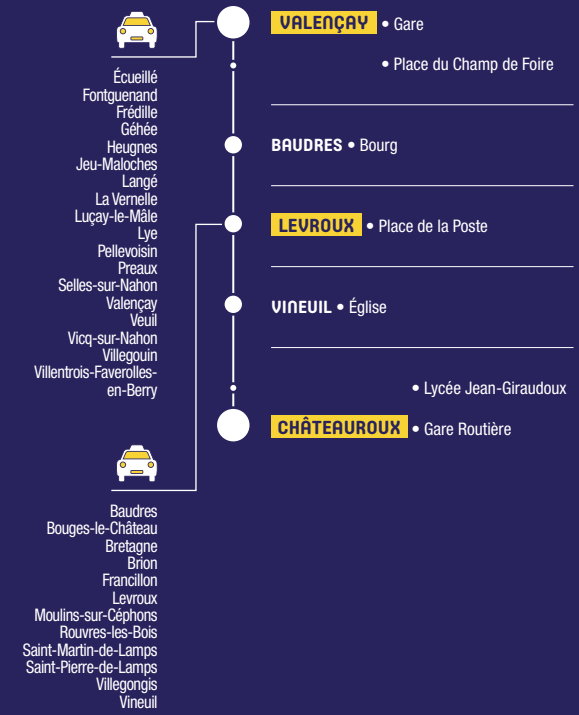 VALENÇAY • Gare
• Place du Champ de Foire
BAUDRES • Bourg
LEVROUX • Place de la Poste
VINEUIL • Église
• Lycée Jean-Giraudoux
CHÂTEAUROUX • Gare Routière
Écueillé
Fontguenand
Frédille
Géhée
Heugnes
Jeu-Maloches
Langé
La Vernelle
Luçay-le-Mâle
Lye
Pellevoisin
Preaux
Selles-sur-Nahon
Valençay
Veuil
Vicq-sur-Nahon
Villegouin
Villentrois-Faverolles-
en-Berry
Baudres
Bouges-le-Château
Bretagne
Brion
Francillon
Levroux
Moulins-sur-Céphons
Rouvres-les-Bois
Saint-Martin-de-Lamps
Saint-Pierre-de-Lamps
Villegongis
Vineuil